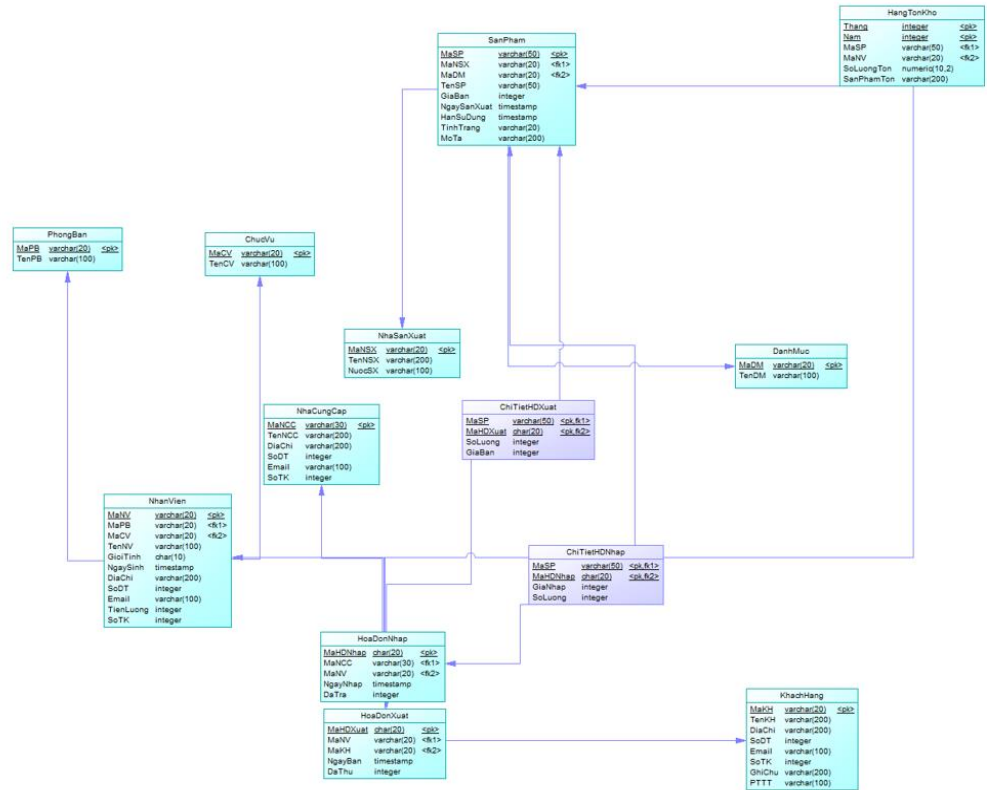 HangTonKho
Thang integer <pk>
Nam integer <pk>
MaSP varchar(50) <fk1>
MaNV varchar(20) <fk2>
SoLuongTon numeric(10,2)
SanPhamTon varchar(200)
SanPham
MaSP varchar(50) <pk>
MaNSX varchar(20) <fk1>
MaDM varchar(20) <fk2>
TenSP varchar(50)
GiaBan integer
NgaySanXuat timestamp
HanSuDung timestamp
TinhTrang varchar(20)
MoTa varchar(200)
PhongBan
MaPB varchar(20) <pk>
TenPB varchar(100)
ChucVu
MaCV varchar(20) <pk>
TenCV varchar(100)
NhaSanXuat
MaNSX varchar(20) <pk>
TenNSX varchar(200)
NuocSX varchar(100)
DanhMuc
MaDM varchar(20) <pk>
TenDM varchar(100)
NhaCungCap
MaNCC varchar(30) <pk>
TenNCC varchar(200)
DiaChi varchar(200)
SoDT integer
Email varchar(100)
SoTK integer
ChiTietHDXuat
MaSP varchar(50) <pk,fk1>
MaHDXuat char(20) <pk,fk2>
SoLuong integer
GiaBan integer
NhanVien
MaNV varchar(20) <pk>
MaPB varchar(20) <fk1>
MaCV varchar(20) <fk2>
TenNV varchar(100)
GioiTinh char(10)
NgaySinh timestamp
DiaChi varchar(200)
SoDT integer
Email varchar(100)
TienLuong integer
SoTK integer
ChiTietHDNhap
MaSP varchar(50) <pk,fk1>
MaHDNhap char(20) <pk,fk2>
GiaNhap integer
SoLuong integer
HoaDonNhap
MaHDNhap char(20) <pk>
MaNCC varchar(30) <fk1>
MaNV varchar(20) <fk2>
NgayNhap timestamp
DaTra integer
HoaDonXuat
MaHDXuat char(20) <pk>
MaNV varchar(20) <fk1>
MaKH varchar(20) <fk2>
NgayBan timestamp
DaThu integer
KhachHang
MaKH varchar(20) <pk>
TenKH varchar(200)
DiaChi varchar(200)
SoDT integer
Email varchar(100)
SoTK integer
GhiChu varchar(200)
PTTT varchar(100)